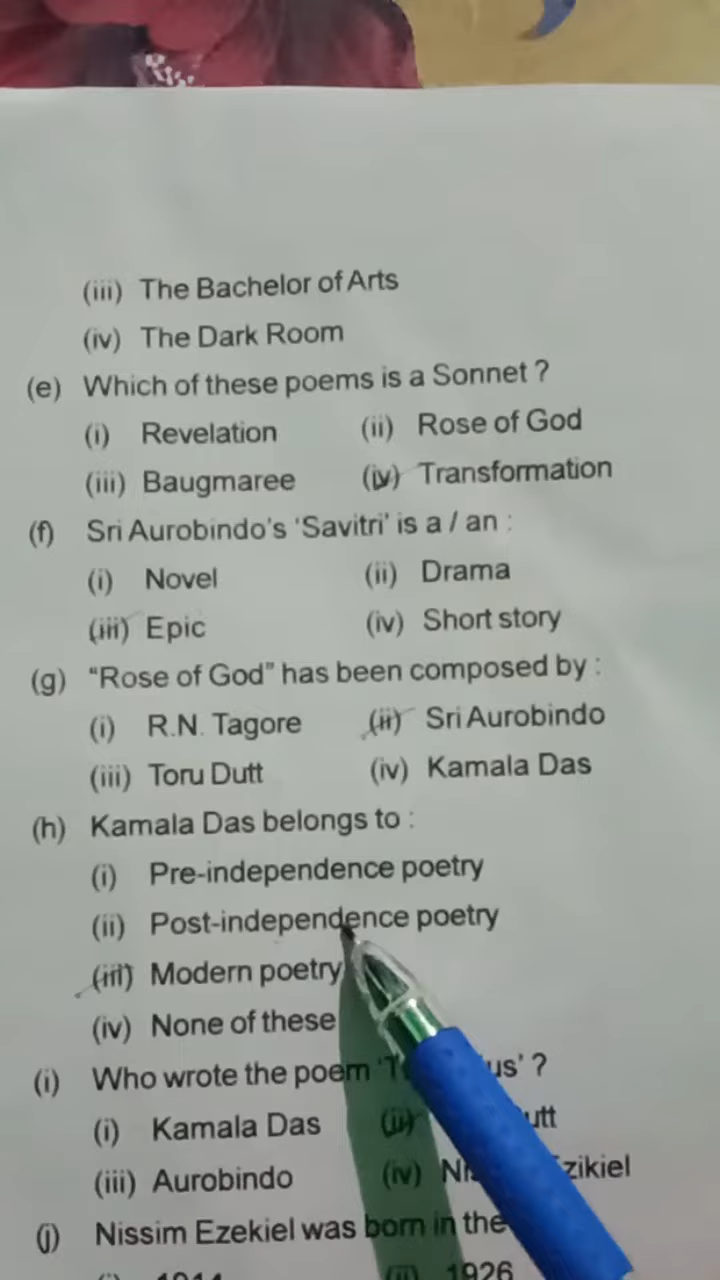 (iii) The Bachelor of Arts
(iv) The Dark Room
(e) Which of these poems is a Sonnet ?
(i) Revelation (ii) Rose of God
(iii) Baugmaree (iv) Transformation
(f) Sri Aurobindo's 'Savitri' is a / an :
(i) Novel (ii) Drama
(iii) Epic (iv) Short story
(g) "Rose of God" has been composed by :
(i) R.N. Tagore (ii) Sri Aurobindo
(iii) Toru Dutt (iv) Kamala Das
(h) Kamala Das belongs to :
(i) Pre-independence poetry
(ii) Post-independence poetry
(iii) Modern poetry
(iv) None of these
(i) Who wrote the poem ?
(i) Kamala Das (ii)
(iii) Aurobindo (iv)
(j) Nissim Ezekiel was born in the
(ii) 1926